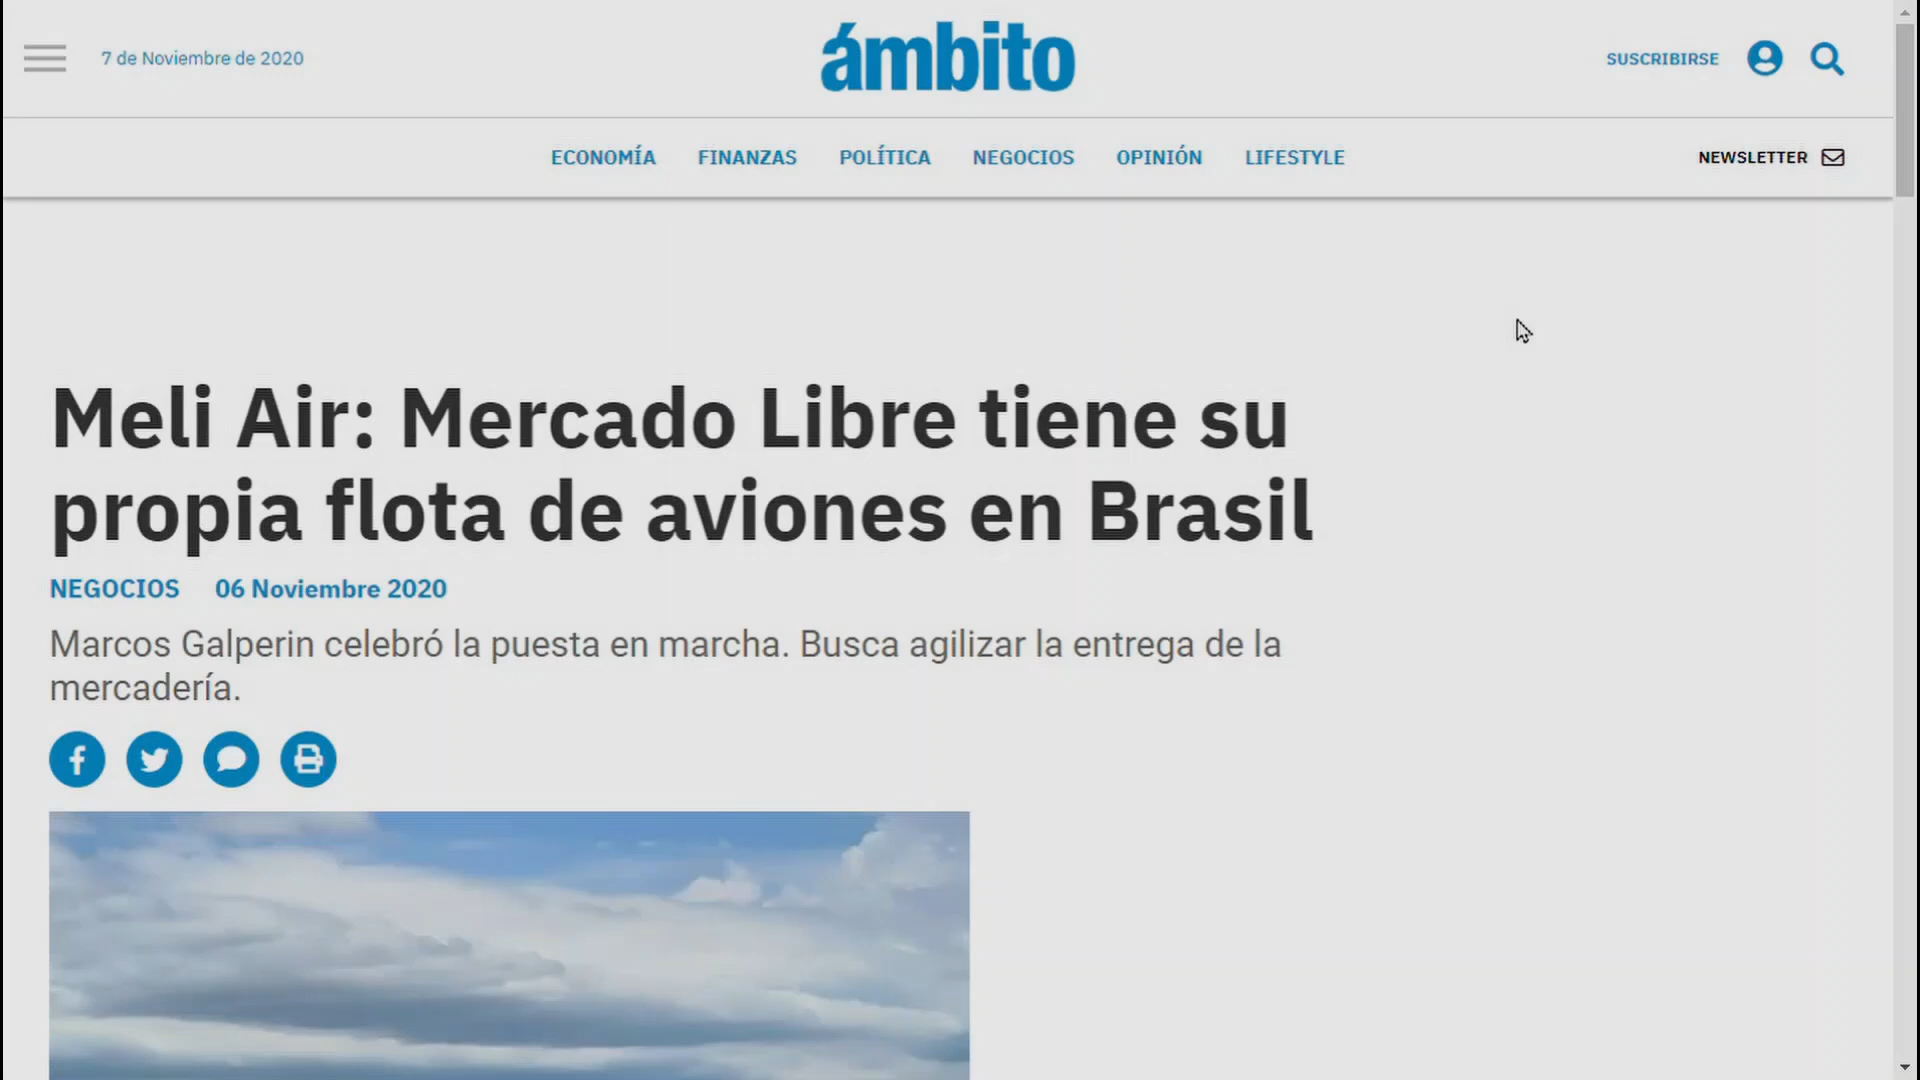 7 de Noviembre de 2020
ámbito
SUSCRIBIRSE
ECONOMÍA FINANZAS POLÍTICA NEGOCIOS OPINIÓN LIFESTYLE
NEWSLETTER
Meli Air: Mercado Libre tiene su
propia flota de aviones en Brasil
NEGOCIOS 06 Noviembre 2020
Marcos Galperin celebró la puesta en marcha. Busca agilizar la entrega de la
mercadería.